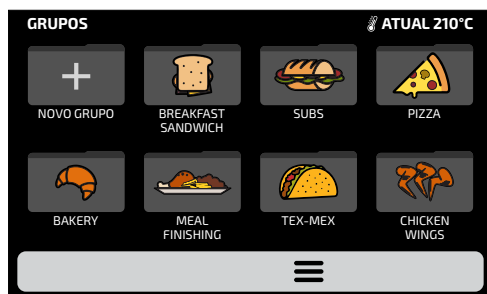 GRUPOS
ATUAL 210°C
NOVO GRUPO
BREAKFAST
SANDWICH
SUBS
PIZZA
BAKERY
MEAL
FINISHING
TEX-MEX
CHICKEN
WINGS